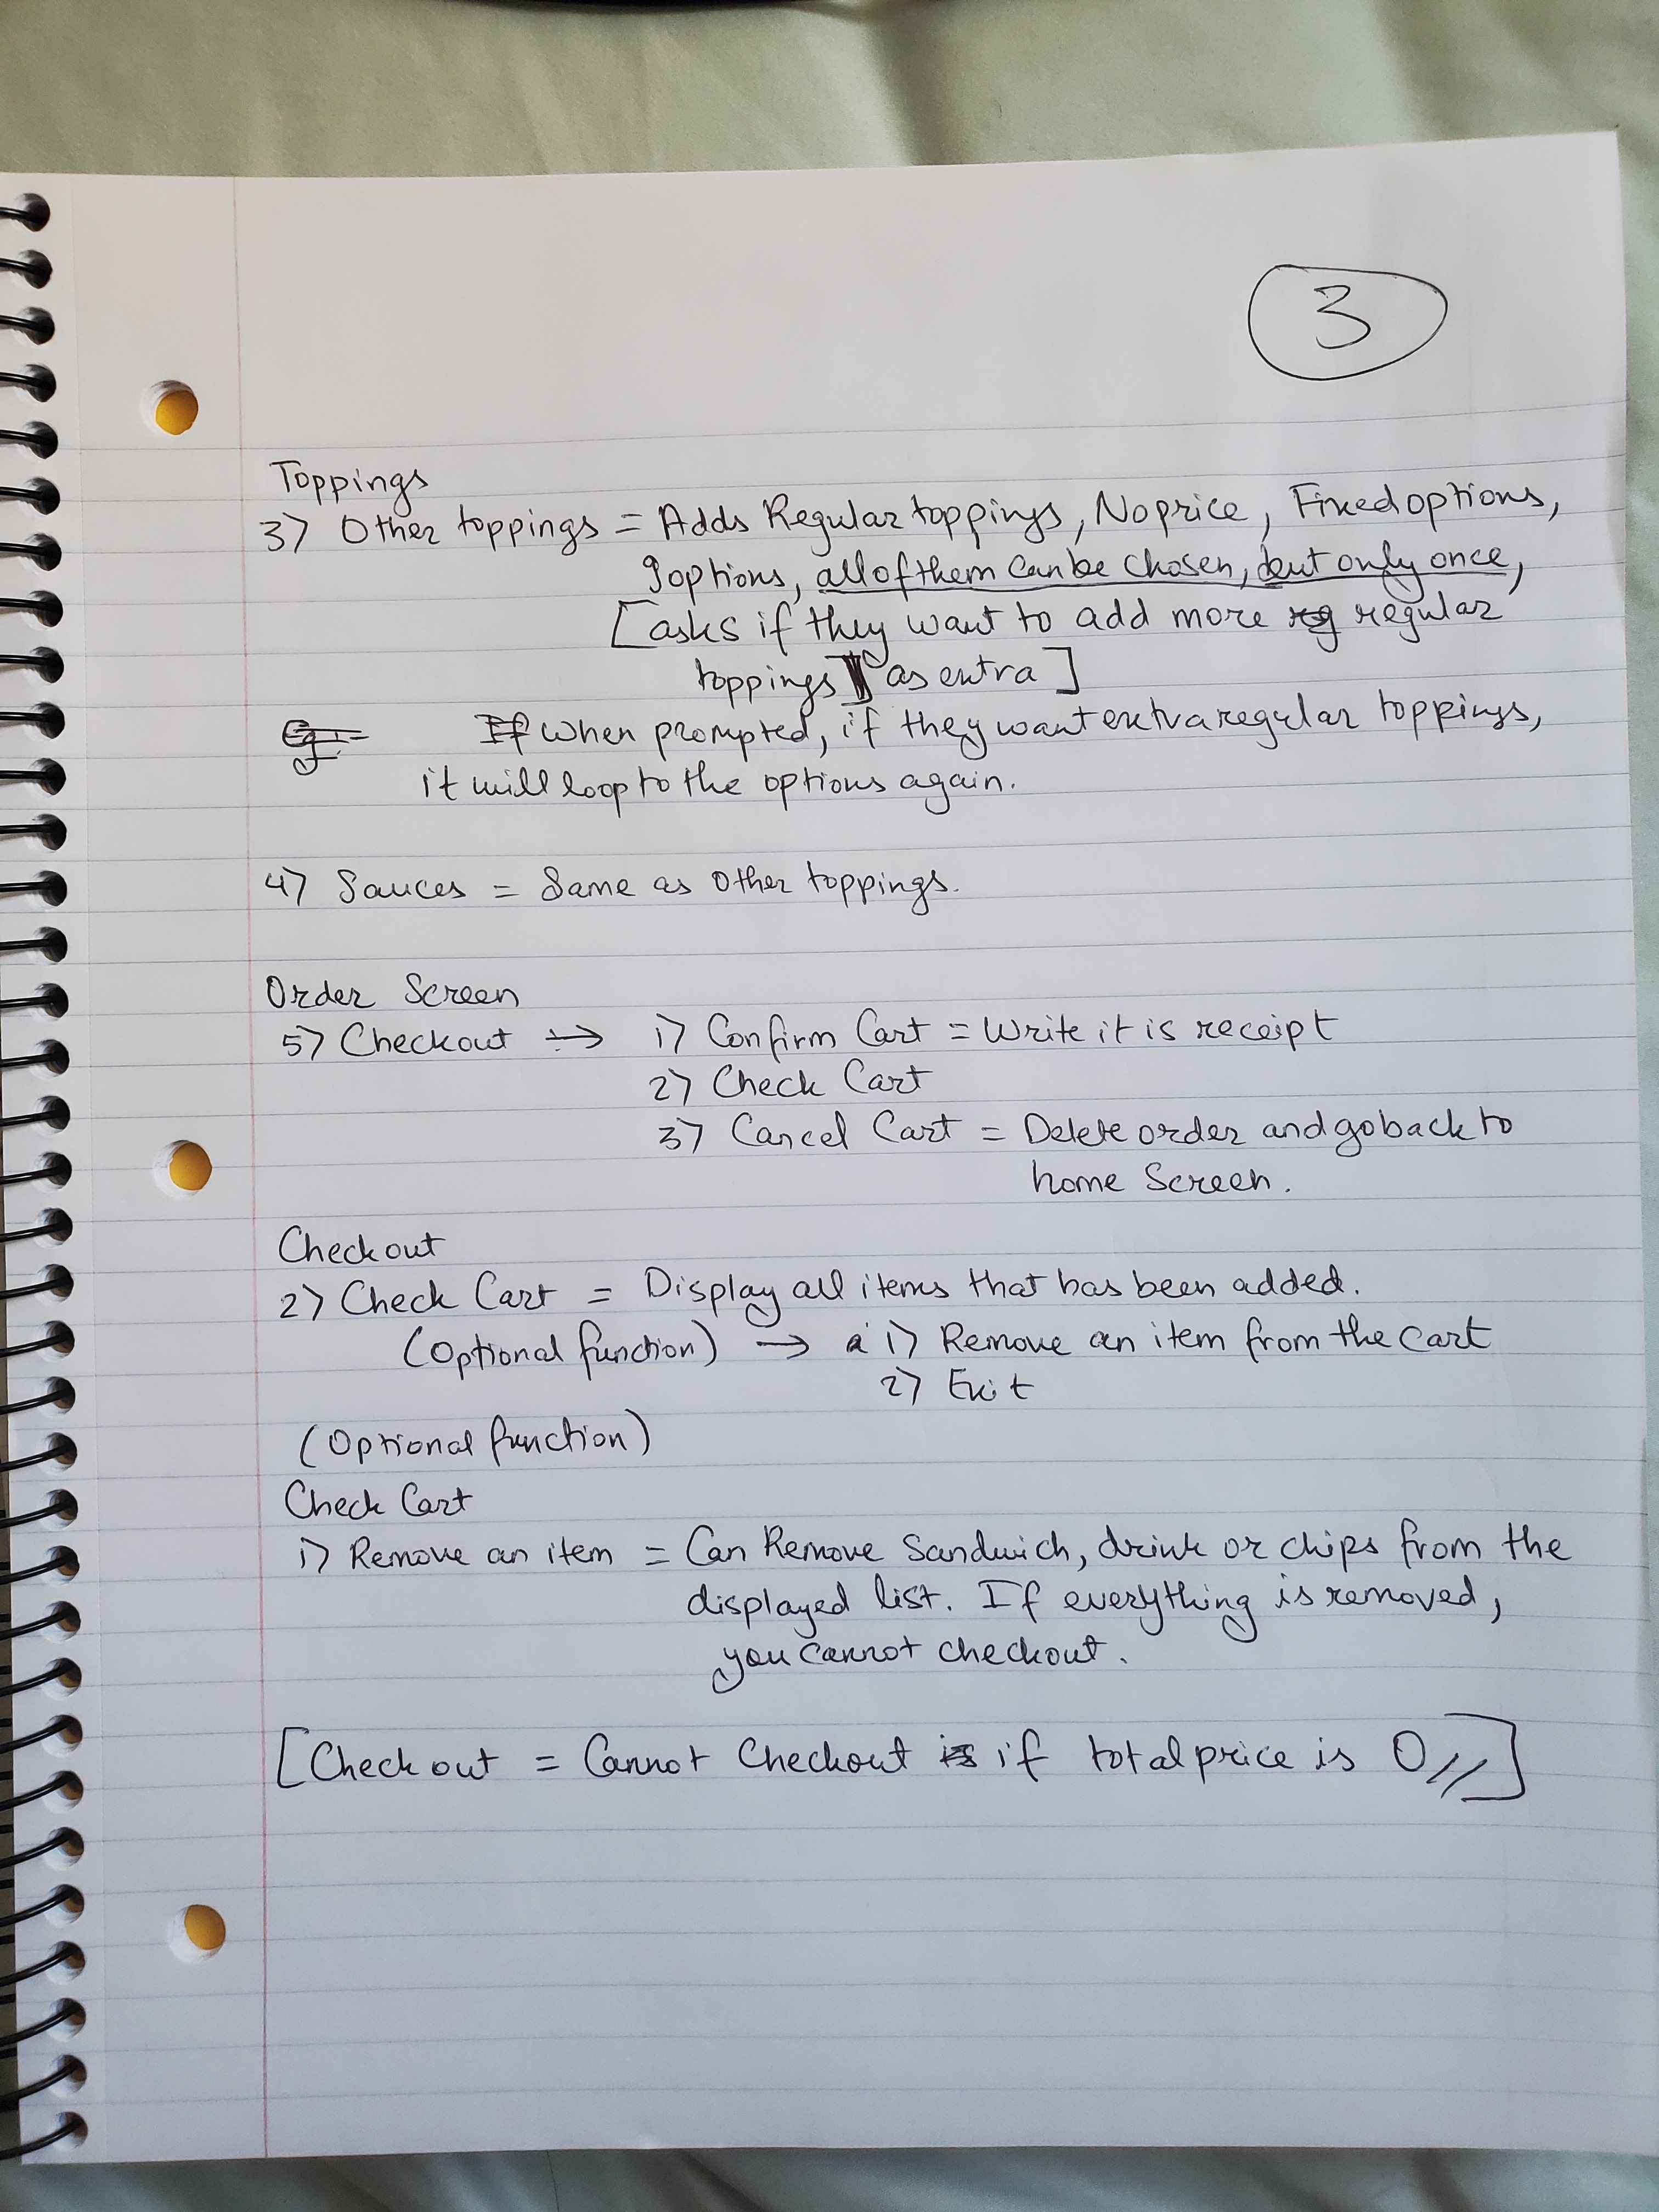 3
Toppings
3) Other toppings = Adds Regular toppings, No price, Fixed options,
9 options, all of them can be chosen, but only once,
[asks if they want to add more rg regular
toppings as extra]
Eg:- If When prompted, if they want extra regular toppings,
it will loop to the options again.
4) Sauces = Same as Other toppings.
Order Screen
5) Checkout → 1) Confirm Cart = Write it is receipt
2) Check Cart
3) Cancel Cart = Delete order and go back to
home Screen.
Checkout
2) Check Cart = Display all items that has been added.
(Optional function) → 1) Remove an item from the cart
2) Exit
(Optional function)
Check Cart
1) Remove an item = Can Remove Sandwich, drink or chips from the
displayed list. If everything is removed,
you cannot checkout.
[Checkout = Cannot Checkout is if total price is 0//]